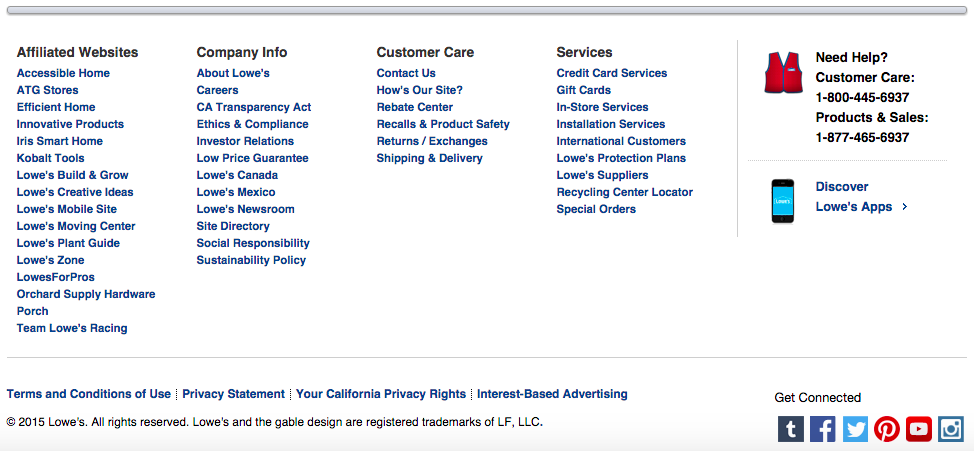 Affiliated Websites
Accessible Home
ATG Stores
Efficient Home
Innovative Products
Iris Smart Home
Kobalt Tools
Lowe's Build & Grow
Lowe's Creative Ideas
Lowe's Mobile Site
Lowe's Moving Center
Lowe's Plant Guide
Lowe's Zone
LowesForPros
Orchard Supply Hardware
Porch
Team Lowe's Racing
Company Info
About Lowe's
Careers
CA Transparency Act
Ethics & Compliance
Investor Relations
Low Price Guarantee
Lowe's Canada
Lowe's Mexico
Lowe's Newsroom
Site Directory
Social Responsibility
Sustainability Policy
Customer Care
Contact Us
How's Our Site?
Rebate Center
Recalls & Product Safety
Returns / Exchanges
Shipping & Delivery
Services
Credit Card Services
Gift Cards
In-Store Services
Installation Services
International Customers
Lowe's Protection Plans
Lowe's Suppliers
Recycling Center Locator
Special Orders
Need Help?
Customer Care:
1-800-445-6937
Products & Sales:
1-877-465-6937
Lowe's
Discover
Lowe's Apps
Terms and Conditions of Use Privacy Statement Your California Privacy Rights Interest-Based Advertising
© 2015 Lowe's. All rights reserved. Lowe's and the gable design are registered trademarks of LF, LLC.
Get Connected